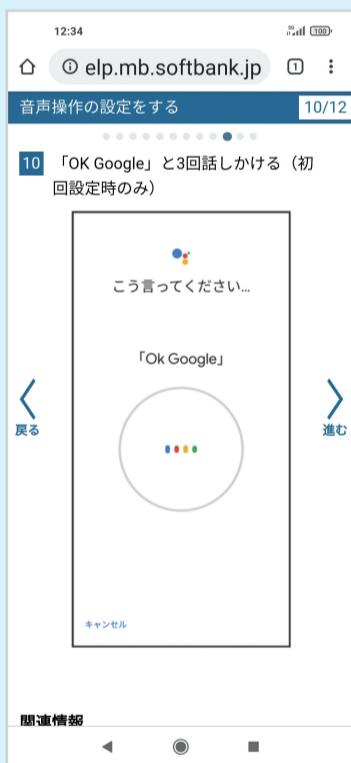 12:34
5G 100
elp.mb.softbank.jp 1
音声操作の設定をする 10/12
10 「OK Google」と3回話しかける（初
回設定時のみ）
こう言ってください...
「Ok Google」
戻る 進む
キャンセル
関連情報